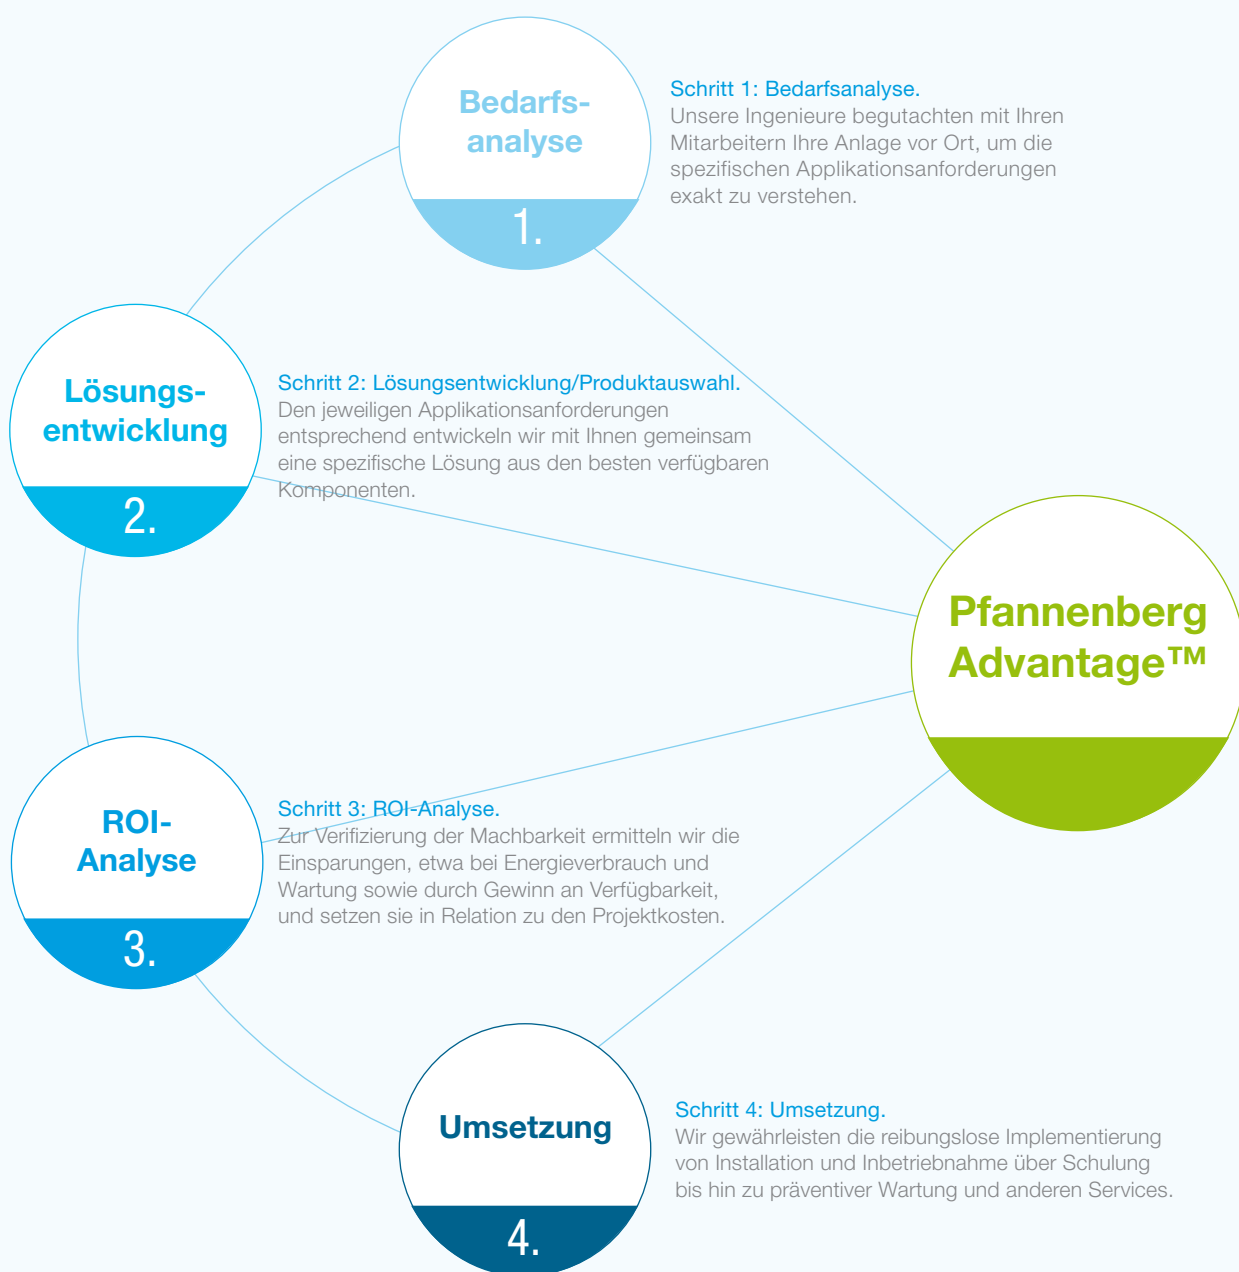 Bedarfs-
analyse
1.
Schritt 1: Bedarfsanalyse.
Unsere Ingenieure begutachten mit Ihren
Mitarbeitern Ihre Anlage vor Ort, um die
spezifischen Applikationsanforderungen
exakt zu verstehen.
Lösungs-
entwicklung
2.
Schritt 2: Lösungsentwicklung/Produktauswahl.
Den jeweiligen Applikationsanforderungen
entsprechend entwickeln wir mit Ihnen gemeinsam
eine spezifische Lösung aus den besten verfügbaren
Komponenten.
Pfannenberg
Advantage™
ROI-
Analyse
3.
Schritt 3: ROI-Analyse.
Zur Verifizierung der Machbarkeit ermitteln wir die
Einsparungen, etwa bei Energieverbrauch und
Wartung sowie durch Gewinn an Verfügbarkeit,
und setzen sie in Relation zu den Projektkosten.
Umsetzung
4.
Schritt 4: Umsetzung.
Wir gewährleisten die reibungslose Implementierung
von Installation und Inbetriebnahme über Schulung
bis hin zu präventiver Wartung und anderen Services.